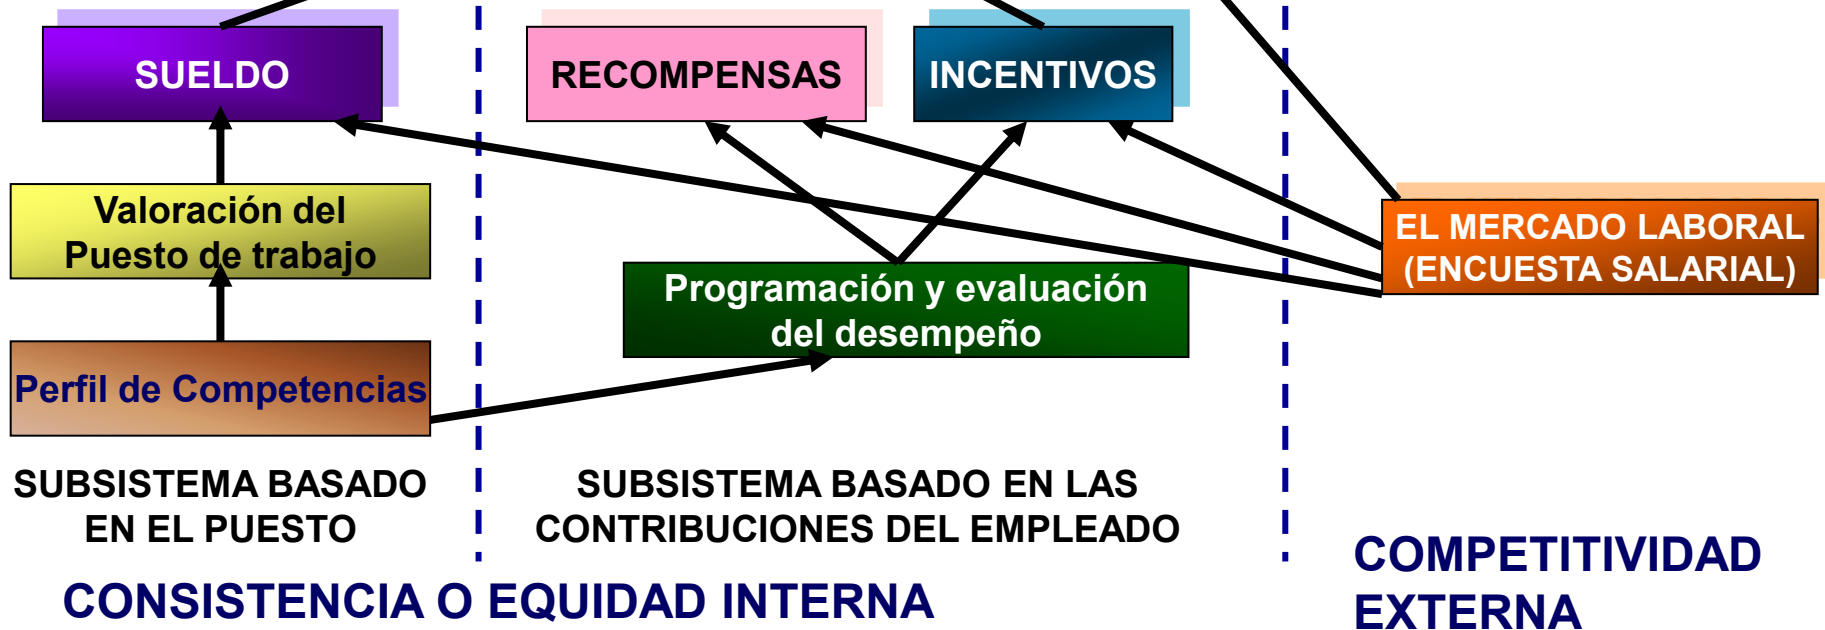 SUELDO
RECOMPENSAS
INCENTIVOS
Valoración del
Puesto de trabajo
EL MERCADO LABORAL
(ENCUESTA SALARIAL)
Programación y evaluación
del desempeño
Perfil de Competencias
SUBSISTEMA BASADO
EN EL PUESTO
SUBSISTEMA BASADO EN LAS
CONTRIBUCIONES DEL EMPLEADO
CONSISTENCIA O EQUIDAD INTERNA
COMPETITIVIDAD
EXTERNA